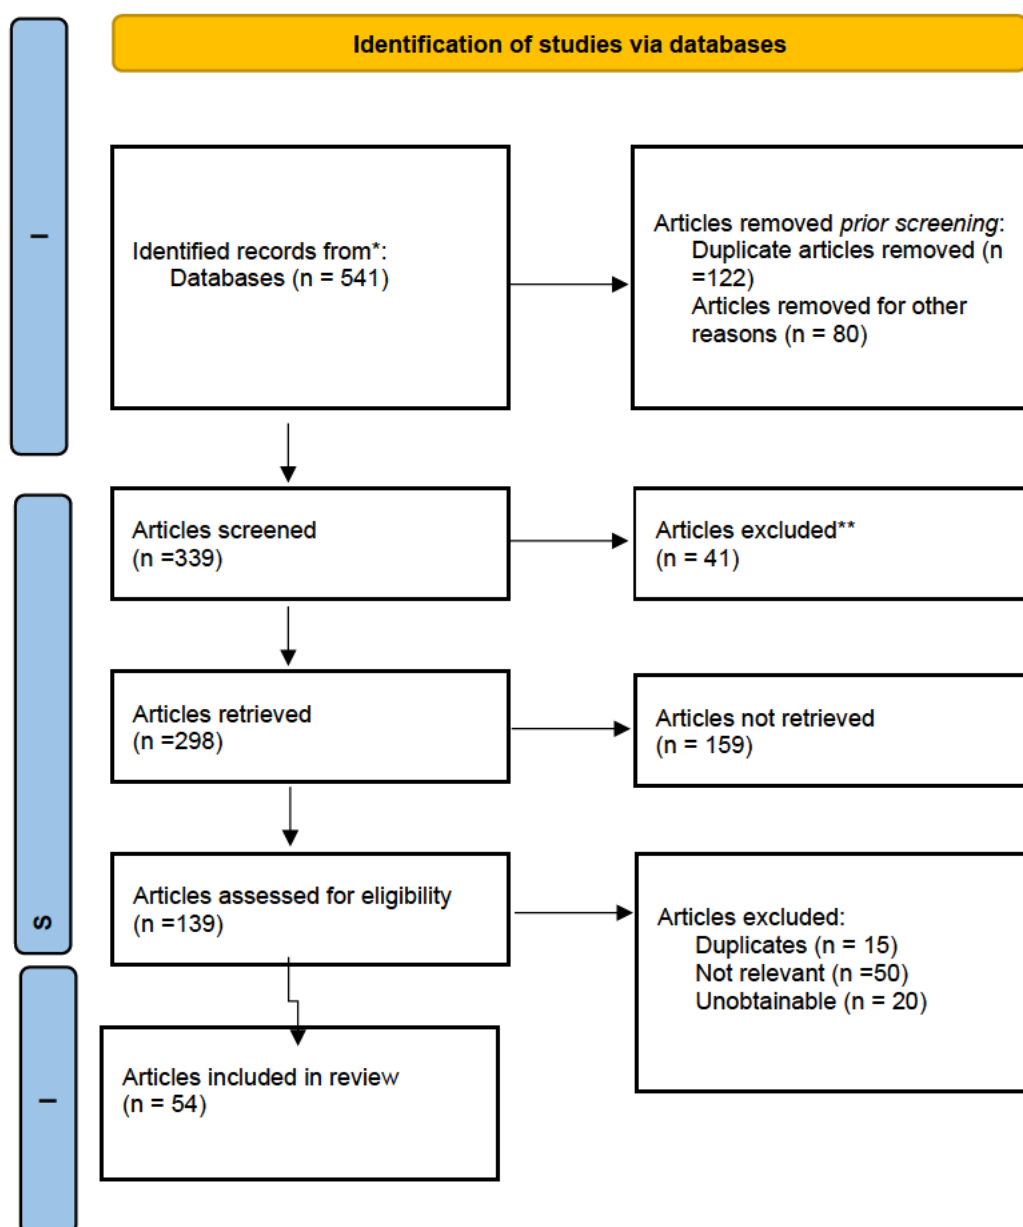 Identification of studies via databases
I
Identified records from*:
Databases (n = 541)
Articles removed prior screening:
Duplicate articles removed (n
=122)
Articles removed for other
reasons (n = 80)
Articles screened
(n =339)
Articles excluded**
(n = 41)
Articles retrieved
(n =298)
Articles not retrieved
(n = 159)
S
Articles assessed for eligibility
(n =139)
Articles excluded:
Duplicates (n = 15)
Not relevant (n =50)
Unobtainable (n = 20)
I
Articles included in review
(n = 54)